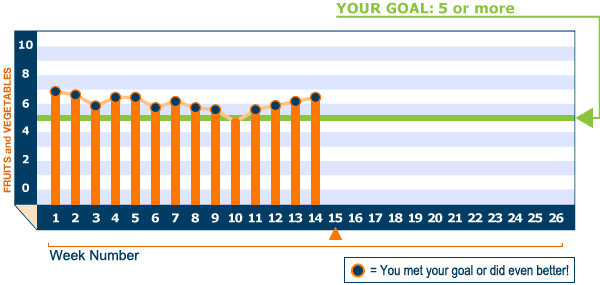 YOUR GOAL: 5 or more
FRUITS and VEGETABLES
10
8
6
4
2
0
1 2 3 4 5 6 7 8 9 10 11 12 13 14 15 16 17 18 19 20 21 22 23 24 25 26
Week Number
= You met your goal or did even better!